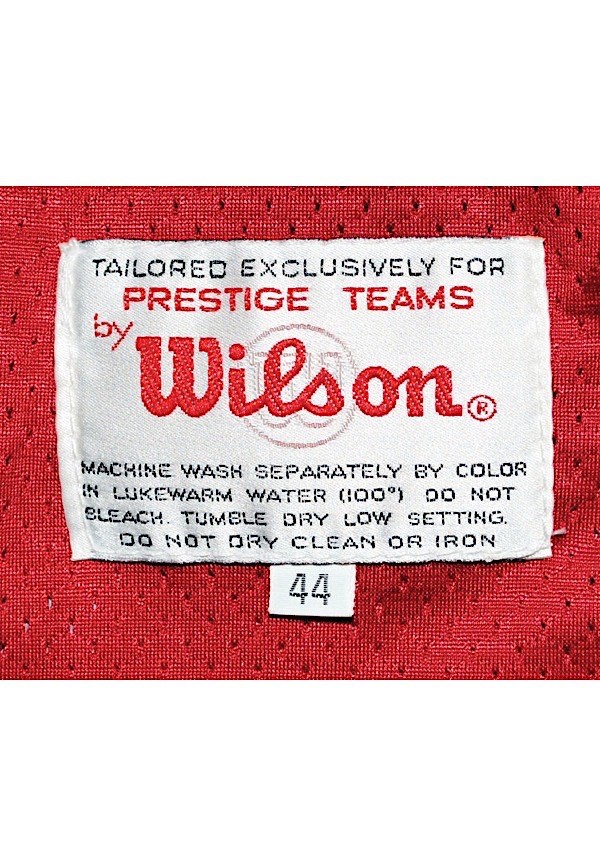 TAILORED EXCLUSIVELY FOR
PRESTIGE TEAMS
by
Wilson®
MACHINE WASH SEPARATELY BY COLOR
IN LUKEWARM WATER (100°) DO NOT
BLEACH. TUMBLE DRY LOW SETTING.
DO NOT DRY CLEAN OR IRON
44